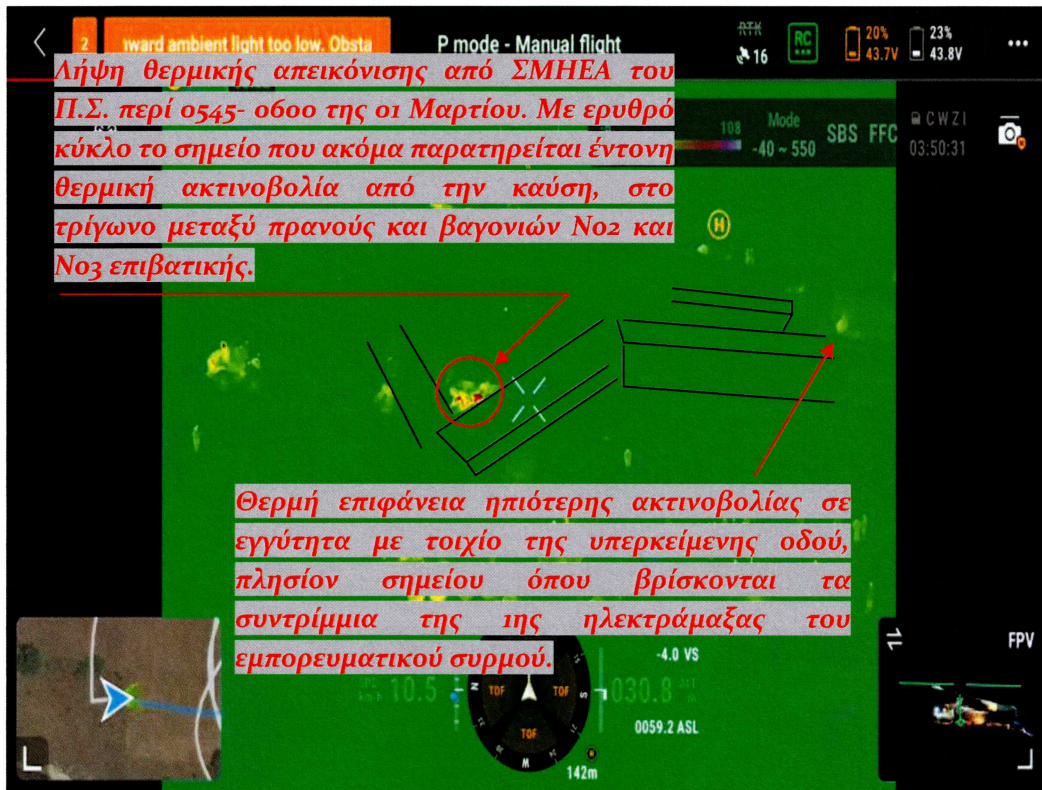 2
ward ambient light too low. Obsta
P mode - Manual flight
RTK
16
RC
20%
43.7V
23%
43.8V
Λήψη θερμικής απεικόνισης από ΣΜΗΕΑ του
Π.Σ. περί 0545- 0600 της 01 Μαρτίου. Με ερυθρό
κύκλο το σημείο που ακόμα παρατηρείται έντονη
θερμική ακτινοβολία από την καύση, στο
τρίγωνο μεταξύ πρανούς και βαγονιών Νο2 και
Νο3 επιβατικής.
108
Mode
-40 ~ 550
SBS
FFC
CWZI
03:50:31
H
Θερμή επιφάνεια ηπιότερης ακτινοβολίας σε
εγγύτητα με τοιχίο της υπερκείμενης οδού,
πλησίον σημείου όπου βρίσκονται τα
συντρίμμια της 1ης ηλεκτράμαξας του
εμπορευματικού συρμού.
-4.0 VS
10.5
TOF
TOF
TOF
N
S
W
030.8
0059.2 ASL
142m
FPV